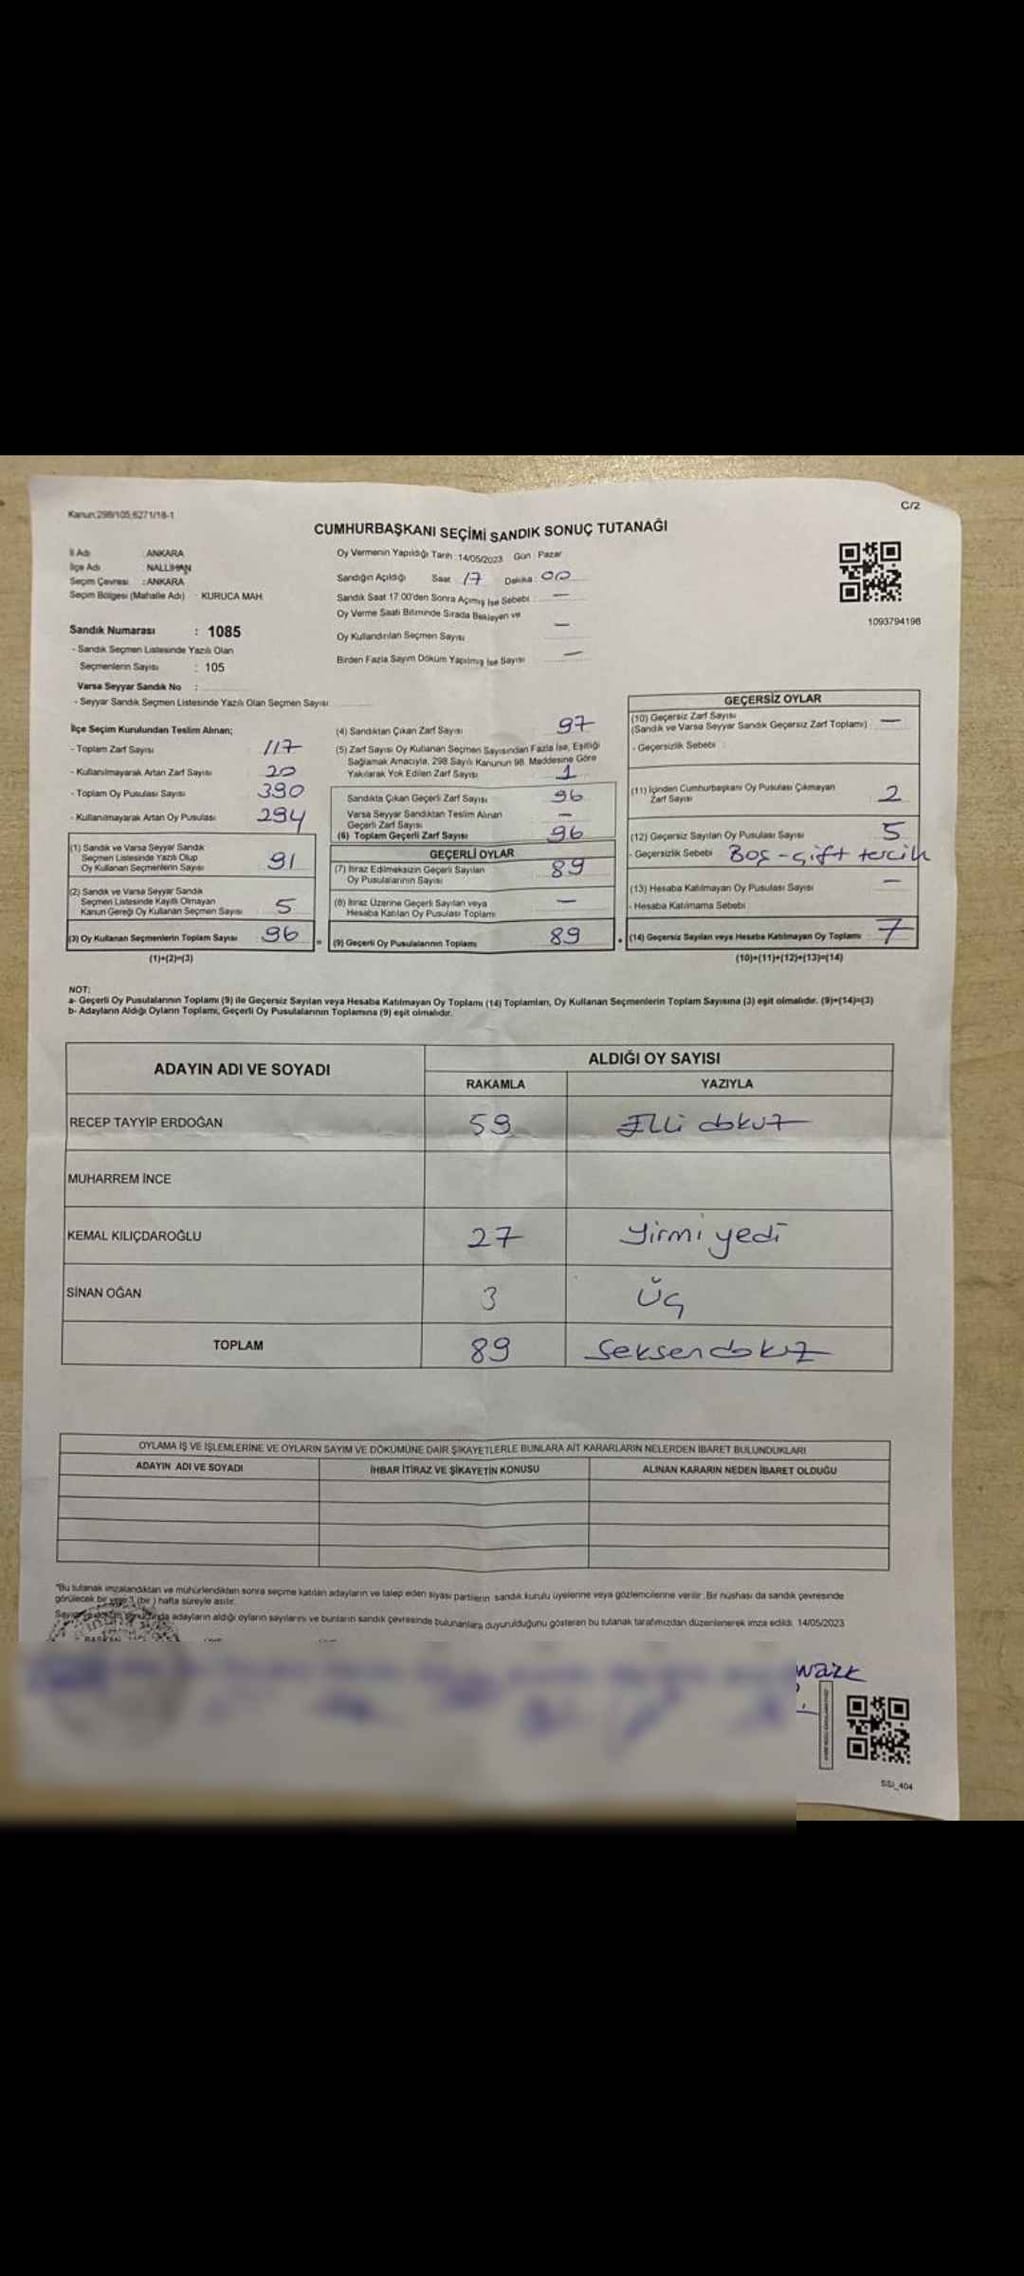 Kanun:298/105,6271/18-1
C/2
CUMHURBAŞKANI SEÇİMİ SANDIK SONUÇ TUTANAĞI
İl Adı : ANKARA
İlçe Adı : NALLIHAN
Seçim Çevresi : ANKARA
Seçim Bölgesi (Mahalle Adı) : KURUCA MAH.
Sandık Numarası : 1085
- Sandık Seçmen Listesinde Yazılı Olan
Seçmenlerin Sayısı : 105
Varsa Seyyar Sandık No :
- Seyyar Sandık Seçmen Listesinde Yazılı Olan Seçmen Sayısı
Oy Vermenin Yapıldığı Tarih : 14/05/2023 Gün : Pazar
Sandığın Açıldığı Saat 17 Dakika : 00
Sandık Saat 17.00'den Sonra Açımış İse Sebebi : —
Oy Verme Saati Bitiminde Sırada Bekleyen ve
Oy Kullandırılan Seçmen Sayısı —
Birden Fazla Sayım Döküm Yapılmış İse Sayısı —
1093794196
İlçe Seçim Kurulundan Teslim Alınan;
- Toplam Zarf Sayısı 117
- Kullanılmayarak Artan Zarf Sayısı 20
- Toplam Oy Pusulası Sayısı 390
- Kullanılmayarak Artan Oy Pusulası 294
(1) Sandık ve Varsa Seyyar Sandık
Seçmen Listesinde Yazılı Olup
Oy Kullanan Seçmenlerin Sayısı 91
(2) Sandık ve Varsa Seyyar Sandık
Seçmen Listesinde Kayıtlı Olmayan
Kanun Gereği Oy Kullanan Seçmen Sayısı 5
(3) Oy Kullanan Seçmenlerin Toplam Sayısı 96
(1)+(2)=(3)
(4) Sandıktan Çıkan Zarf Sayısı 97
(5) Zarf Sayısı Oy Kullanan Seçmen Sayısından Fazla İse, Eşitliği
Sağlamak Amacıyla, 298 Sayılı Kanunun 98. Maddesine Göre
Yakılarak Yok Edilen Zarf Sayısı 1
Sandıkta Çıkan Geçerli Zarf Sayısı 96
Varsa Seyyar Sandıktan Teslim Alınan
Geçerli Zarf Sayısı —
(6) Toplam Geçerli Zarf Sayısı 96
GEÇERLİ OYLAR
(7) İtiraz Edilmeksizin Geçerli Sayılan
Oy Pusulalarının Sayısı 89
(8) İtiraz Üzerine Geçerli Sayılan veya
Hesaba Katılan Oy Pusulası Toplamı —
= (9) Geçerli Oy Pusulalarının Toplamı 89
GEÇERSİZ OYLAR
(10) Geçersiz Zarf Sayısı
(Sandık ve Varsa Seyyar Sandık Geçersiz Zarf Toplamı) —
- Geçersizlik Sebebi :
(11) İçinden Cumhurbaşkanı Oy Pusulası Çıkmayan
Zarf Sayısı 2
(12) Geçersiz Sayılan Oy Pusulası Sayısı 5
- Geçersizlik Sebebi Boş - çift tercih
(13) Hesaba Katılmayan Oy Pusulası Sayısı —
- Hesaba Katılmama Sebebi
+ (14) Geçersiz Sayılan veya Hesaba Katılmayan Oy Toplamı 7
(10)+(11)+(12)+(13)=(14)
NOT:
a- Geçerli Oy Pusulalarının Toplamı (9) ile Geçersiz Sayılan veya Hesaba Katılmayan Oy Toplamı (14) Toplamları, Oy Kullanan Seçmenlerin Toplam Sayısına (3) eşit olmalıdır. (9)+(14)=(3)
b- Adayların Aldığı Oyların Toplamı, Geçerli Oy Pusulalarının Toplamına (9) eşit olmalıdır.
ADAYIN ADI VE SOYADI
ALDIĞI OY SAYISI
RAKAMLA YAZIYLA
RECEP TAYYİP ERDOĞAN 59 Elli dokuz
MUHARREM İNCE
KEMAL KILIÇDAROĞLU 27 Yirmi yedi
SİNAN OĞAN 3 Üç
TOPLAM 89 Seksendokuz
OYLAMA İŞ VE İŞLEMLERİNE VE OYLARIN SAYIM VE DÖKÜMÜNE DAİR ŞİKAYETLERLE BUNLARA AİT KARARLARIN NELERDEN İBARET BULUNDUKLARI
ADAYIN ADI VE SOYADI İHBAR İTİRAZ VE ŞİKAYETİN KONUSU ALINAN KARARIN NEDEN İBARET OLDUĞU
*Bu tutanak imzalandıktan ve mühürlendikten sonra seçime katılan adayların ve talep eden siyasi partilerin sandık kurulu üyelerine veya gözlemcilerine verilir. Bir nüshası da sandık çevresinde
görülecek bir yere 1 (bir) hafta süreyle asılır.
adayların aldığı oyların sayılarını ve bunların sandık çevresinde bulunanlara duyurulduğunu gösteren bu tutanak tarafımızdan düzenlenerek imza edildi. 14/05/2023
SSİ_404